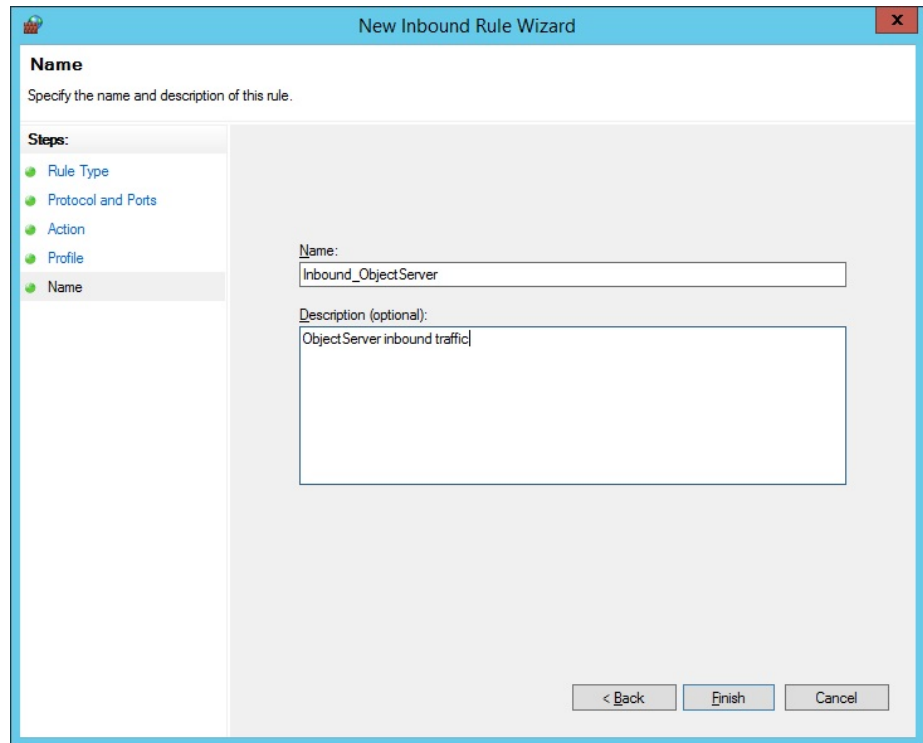 New Inbound Rule Wizard
x
Name
Specify the name and description of this rule.
Steps:
Rule Type
Protocol and Ports
Action
Profile
Name
Name:
Inbound_ObjectServer
Description (optional):
ObjectServer inbound traffic
< Back Finish Cancel